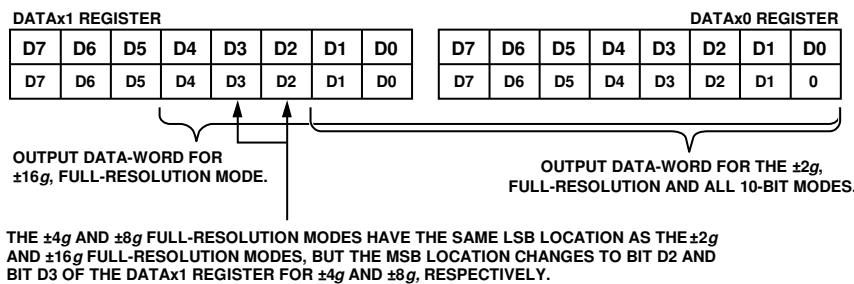 DATAx1 REGISTER DATAx0 REGISTER
D7 D6 D5 D4 D3 D2 D1 D0 D7 D6 D5 D4 D3 D2 D1 D0
D7 D6 D5 D4 D3 D2 D1 D0 D7 D6 D5 D4 D3 D2 D1 0
OUTPUT DATA-WORD FOR
±16g, FULL-RESOLUTION MODE.
OUTPUT DATA-WORD FOR THE ±2g,
FULL-RESOLUTION AND ALL 10-BIT MODES.
THE ±4g AND ±8g FULL-RESOLUTION MODES HAVE THE SAME LSB LOCATION AS THE ±2g
AND ±16g FULL-RESOLUTION MODES, BUT THE MSB LOCATION CHANGES TO BIT D2 AND
BIT D3 OF THE DATAx1 REGISTER FOR ±4g AND ±8g, RESPECTIVELY.